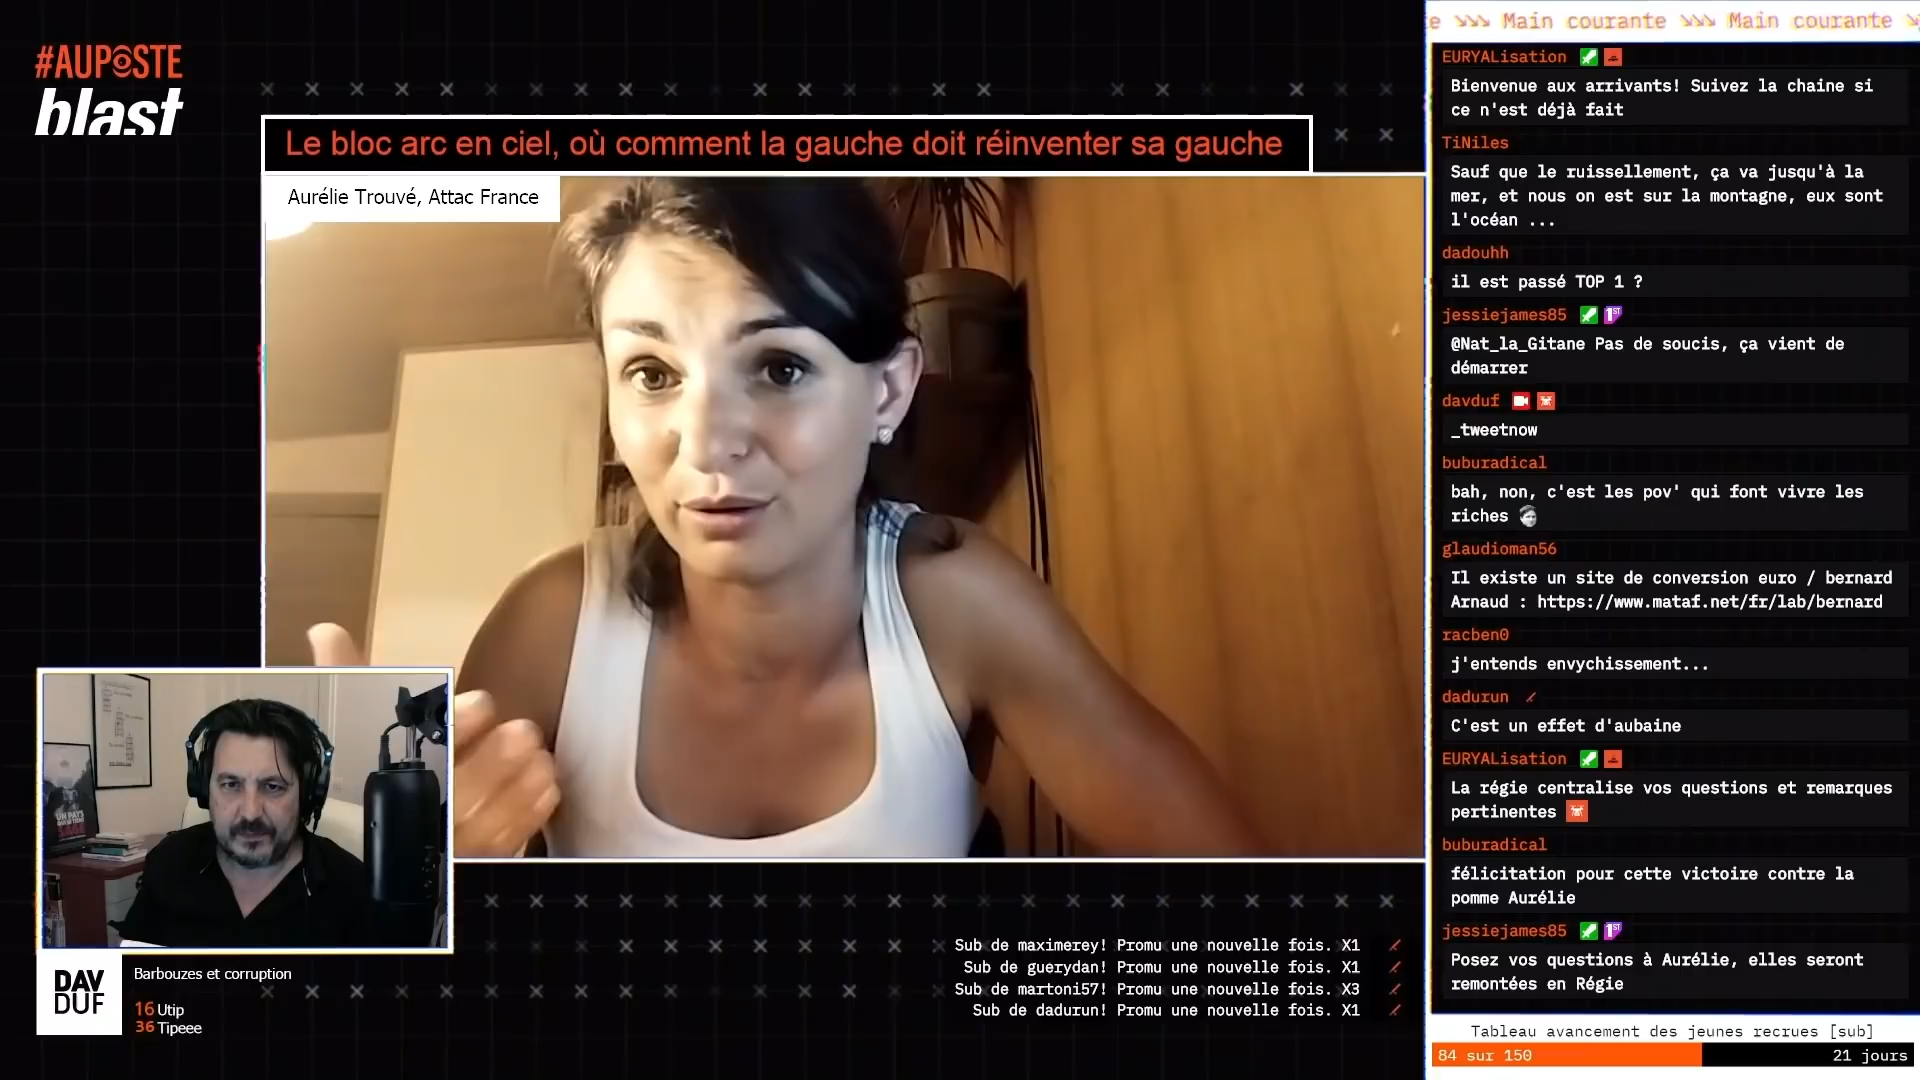 #AUPOSTE
blast
Le bloc arc en ciel, où comment la gauche doit réinventer sa gauche
Aurélie Trouvé, Attac France
UN PAYS
SAGE
DAV
DUF
Barbouzes et corruption
16 Utip
36 Tipeee
Sub de maximerey! Promu une nouvelle fois. X1
Sub de guerydan! Promu une nouvelle fois. X1
Sub de martoni57! Promu une nouvelle fois. X3
Sub de dadurun! Promu une nouvelle fois. X1
e ↘↘↘ Main courante ↘↘↘ Main courante ↘
EURYALisation
Bienvenue aux arrivants! Suivez la chaine si
ce n'est déjà fait
TiNiles
Sauf que le ruissellement, ça va jusqu'à la
mer, et nous on est sur la montagne, eux sont
l'océan ...
dadouhh
il est passé TOP 1 ?
jessiejames85 1ST
@Nat_la_Gitane Pas de soucis, ça vient de
démarrer
davduf
_tweetnow
buburadical
bah, non, c'est les pov' qui font vivre les
riches
glaudioman56
Il existe un site de conversion euro / bernard
Arnaud : https://www.mataf.net/fr/lab/bernard
racben0
j'entends envychissement...
dadurun
C'est un effet d'aubaine
EURYALisation
La régie centralise vos questions et remarques
pertinentes
buburadical
félicitation pour cette victoire contre la
pomme Aurélie
jessiejames85 1ST
Posez vos questions à Aurélie, elles seront
remontées en Régie
Tableau avancement des jeunes recrues [sub]
84 sur 150 21 jours